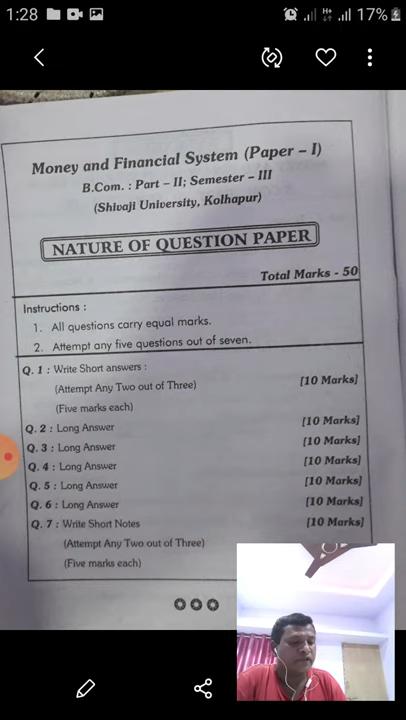 1:28
H+
17%
Money and Financial System (Paper – I)
B.Com. : Part – II; Semester – III
(Shivaji University, Kolhapur)
NATURE OF QUESTION PAPER
Total Marks - 50
Instructions :
1. All questions carry equal marks.
2. Attempt any five questions out of seven.
Q. 1 : Write Short answers : [10 Marks]
(Attempt Any Two out of Three)
(Five marks each)
Q. 2 : Long Answer [10 Marks]
Q. 3 : Long Answer [10 Marks]
Q. 4 : Long Answer [10 Marks]
Q. 5 : Long Answer [10 Marks]
Q. 6 : Long Answer [10 Marks]
Q. 7 : Write Short Notes [10 Marks]
(Attempt Any Two out of Three)
(Five marks each)